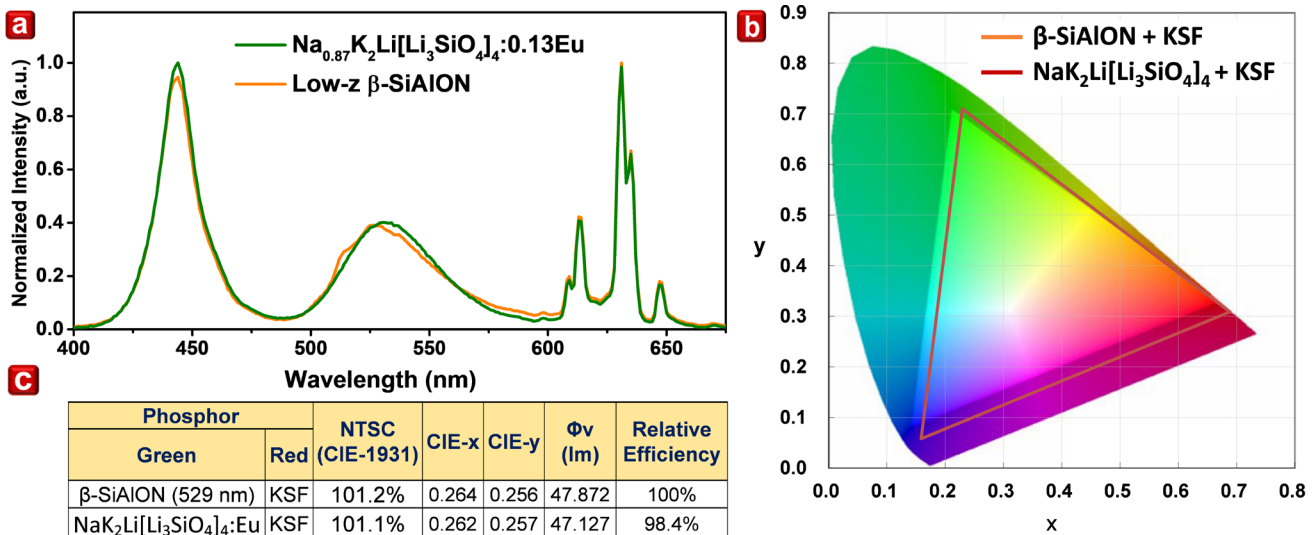 a
Normalized Intensity (a.u.)
1.0
0.8
0.6
0.4
0.2
0.0
Na0.87K2Li[Li3SiO4]4:0.13Eu
Low-z β-SiAlON
400 450 500 550 600 650
Wavelength (nm)
b
y
0.9
0.8
0.7
0.6
0.5
0.4
0.3
0.2
0.1
0.0
β-SiAlON + KSF
NaK2Li[Li3SiO4]4 + KSF
0.0 0.1 0.2 0.3 0.4 0.5 0.6 0.7 0.8
x
c
Phosphor NTSC (CIE-1931) CIE-x CIE-y Φv (lm) Relative Efficiency
Green Red
β-SiAlON (529 nm) KSF 101.2% 0.264 0.256 47.872 100%
NaK2Li[Li3SiO4]4:Eu KSF 101.1% 0.262 0.257 47.127 98.4%